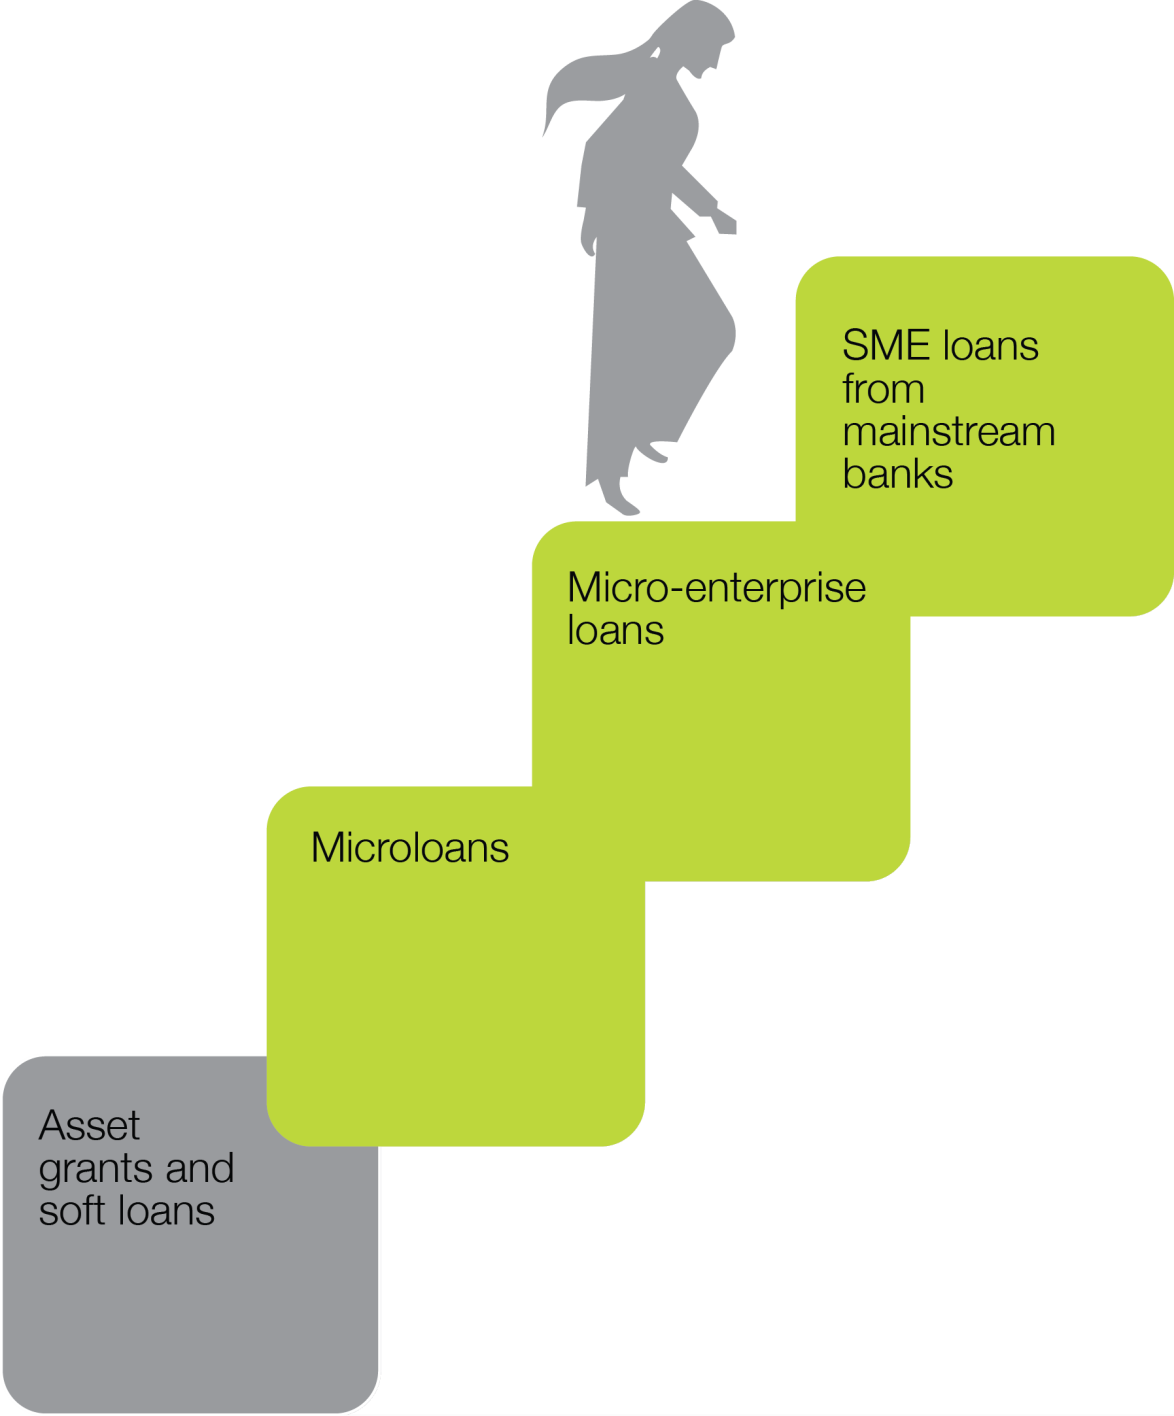 SME loans
from
mainstream
banks
Micro-enterprise
loans
Microloans
Asset
grants and
soft loans